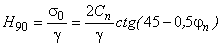 H₉₀ = σ₀/γ = 2Cₙ/γ ctg(45 − 0,5φₙ)